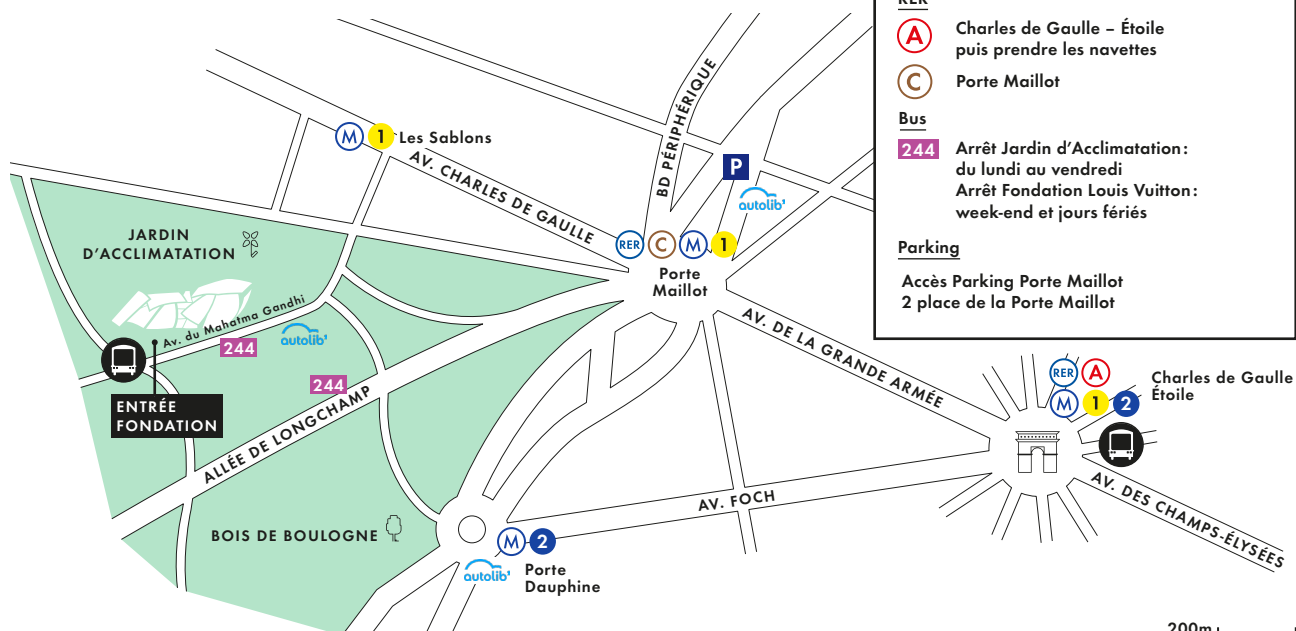 RER
A
Charles de Gaulle – Étoile
puis prendre les navettes
C
Porte Maillot
Bus
244
Arrêt Jardin d'Acclimatation :
du lundi au vendredi
Arrêt Fondation Louis Vuitton :
week-end et jours fériés
Parking
Accès Parking Porte Maillot
2 place de la Porte Maillot
BD PÉRIPHÉRIQUE
M 1 Les Sablons
AV. CHARLES DE GAULLE
P
autolib'
JARDIN
D'ACCLIMATATION
RER C M 1
Porte
Maillot
Av. du Mahatma Gandhi
244
autolib'
AV. DE LA GRANDE ARMÉE
244
ENTRÉE
FONDATION
ALLÉE DE LONGCHAMP
RER A
M 1 2
Charles de Gaulle
Étoile
AV. FOCH
AV. DES CHAMPS-ÉLYSÉES
BOIS DE BOULOGNE
M 2
autolib'
Porte
Dauphine
200m